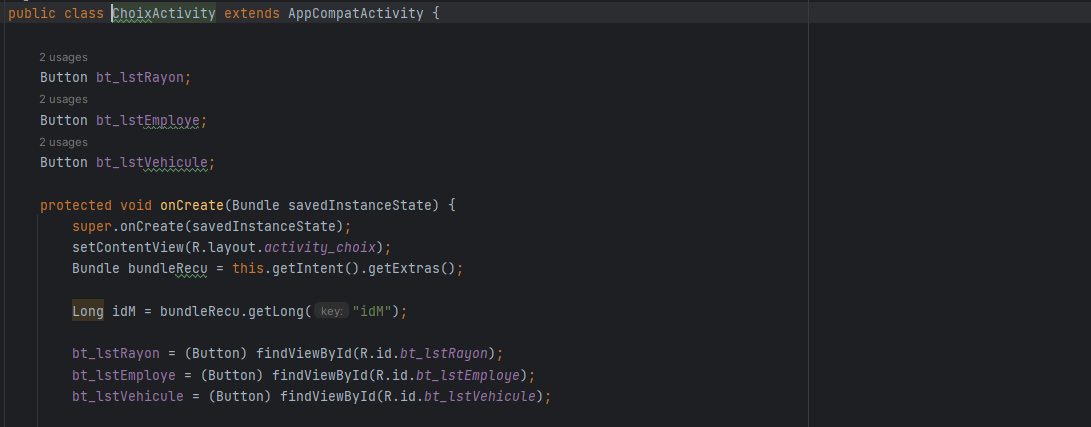 public class ChoixActivity extends AppCompatActivity {
2 usages
Button bt_lstRayon;
2 usages
Button bt_lstEmploye;
2 usages
Button bt_lstVehicule;
protected void onCreate(Bundle savedInstanceState) {
super.onCreate(savedInstanceState);
setContentView(R.layout.activity_choix);
Bundle bundleRecu = this.getIntent().getExtras();
Long idM = bundleRecu.getLong( key: "idM");
bt_lstRayon = (Button) findViewById(R.id.bt_lstRayon);
bt_lstEmploye = (Button) findViewById(R.id.bt_lstEmploye);
bt_lstVehicule = (Button) findViewById(R.id.bt_lstVehicule);